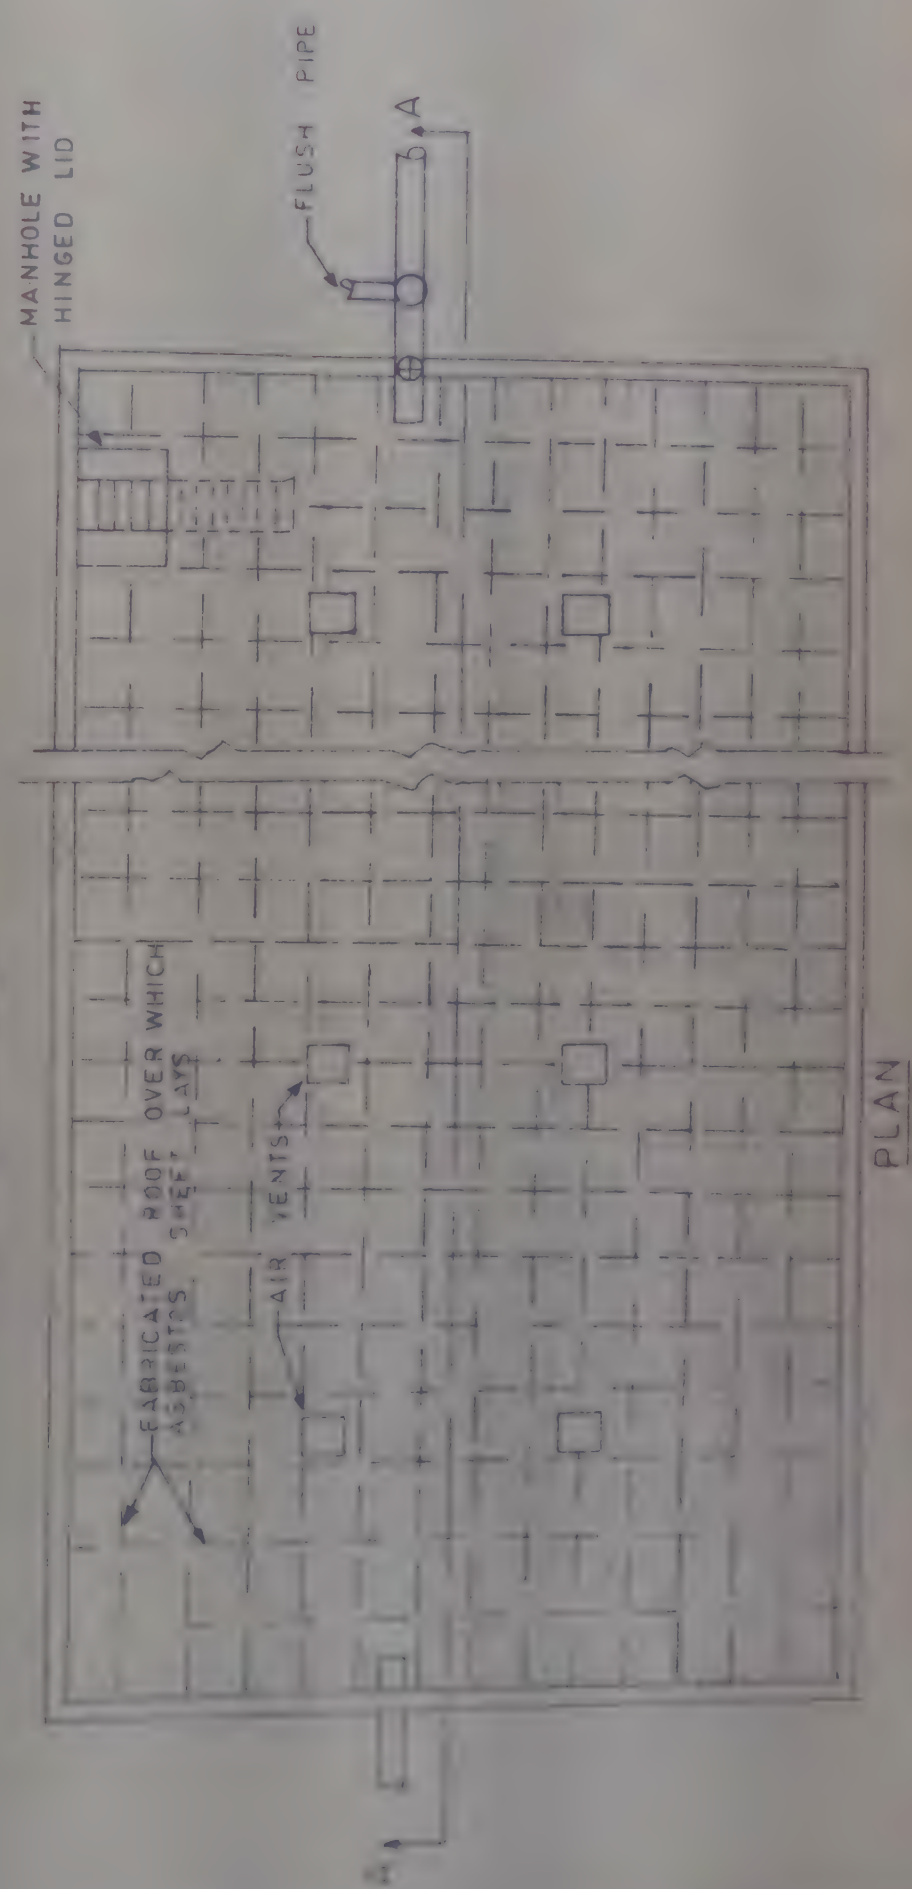 MANHOLE WITH
HINGED LID
FLUSH PIPE
A
FABRICATED ROOF OVER WHICH
ASBESTOS SHEET LAYS
AIR VENTS
PLAN